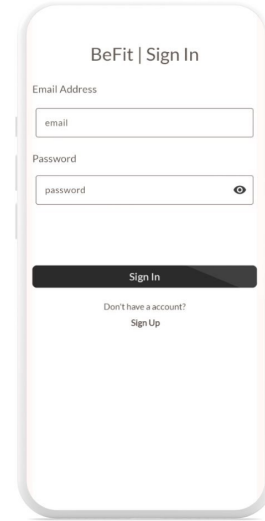 BeFit | Sign In
Email Address
email
Password
password
Sign In
Don't have a account?
Sign Up